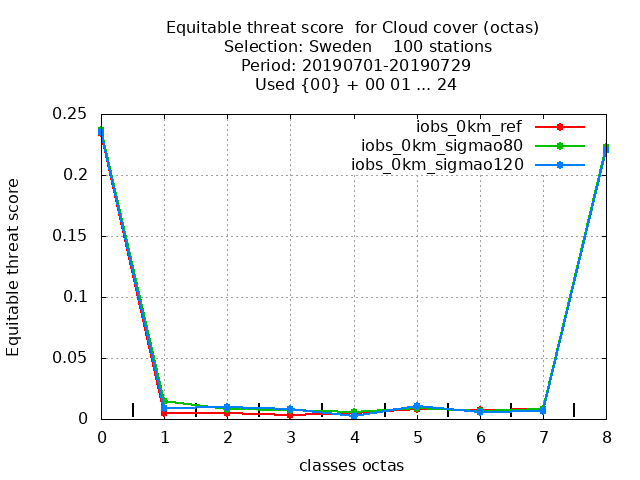 Equitable threat score  for Cloud cover (octas)
Selection: Sweden    100 stations
Period: 20190701-20190729
Used {00} + 00 01 ... 24
iobs_0km_ref
iobs_0km_sigmao80
iobs_0km_sigmao120
Equitable threat score
0.25
0.2
0.15
0.1
0.05
0
0 1 2 3 4 5 6 7 8
classes octas